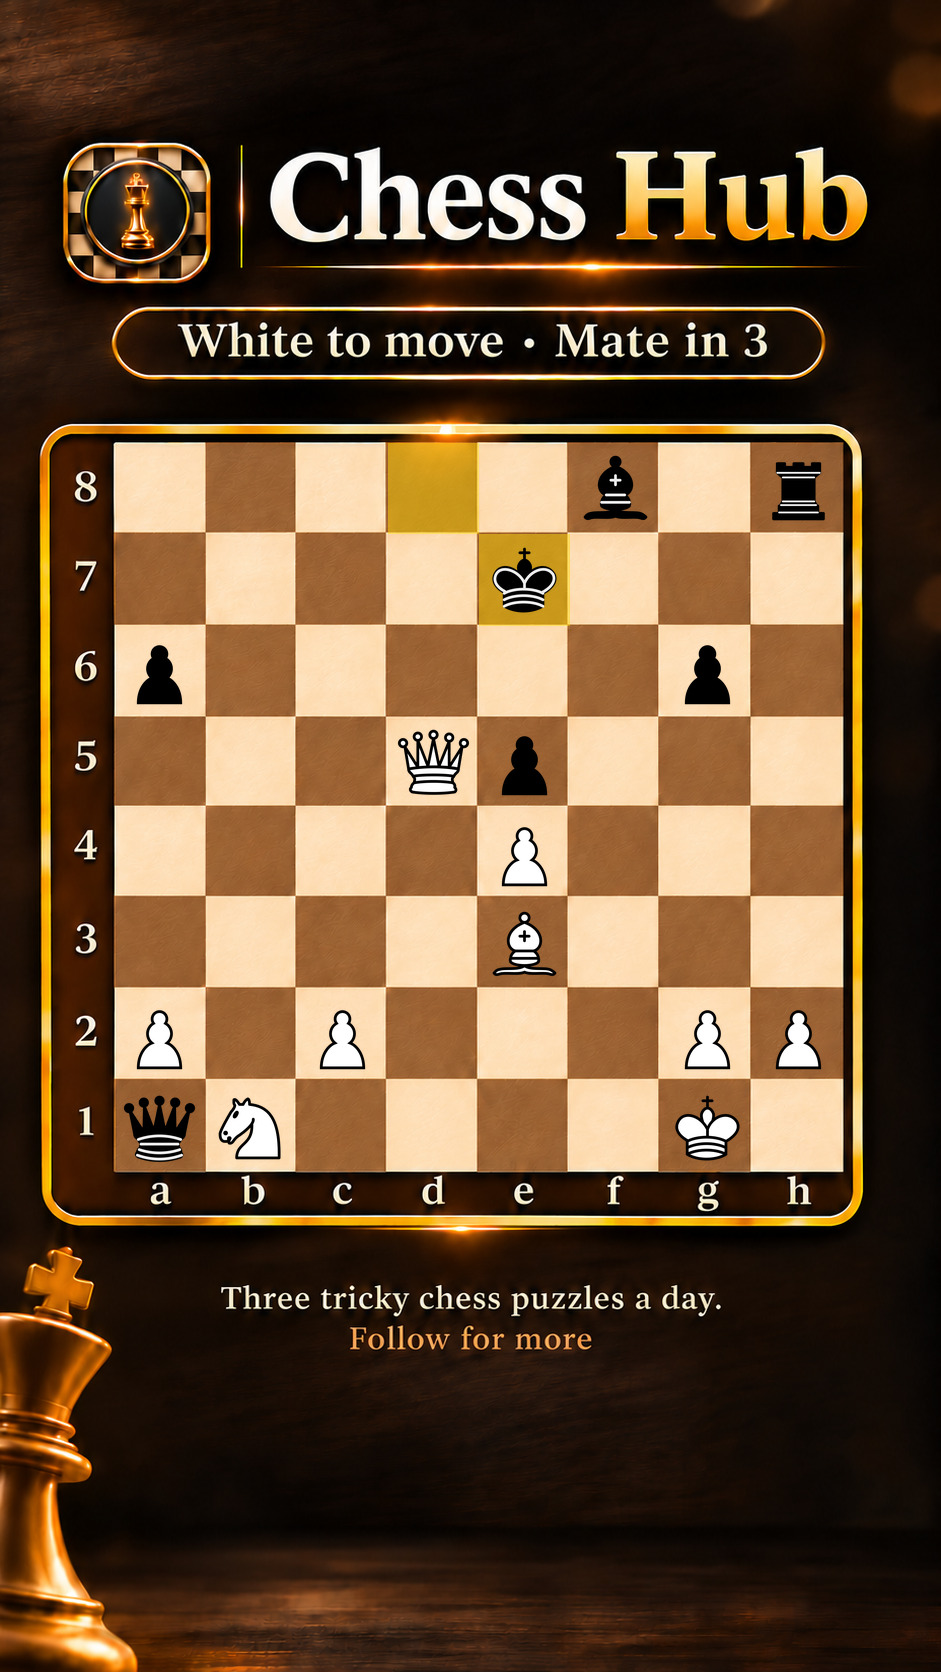 Chess Hub
White to move • Mate in 3
8
7
6
5
4
3
2
1
a b c d e f g h
Three tricky chess puzzles a day.
Follow for more